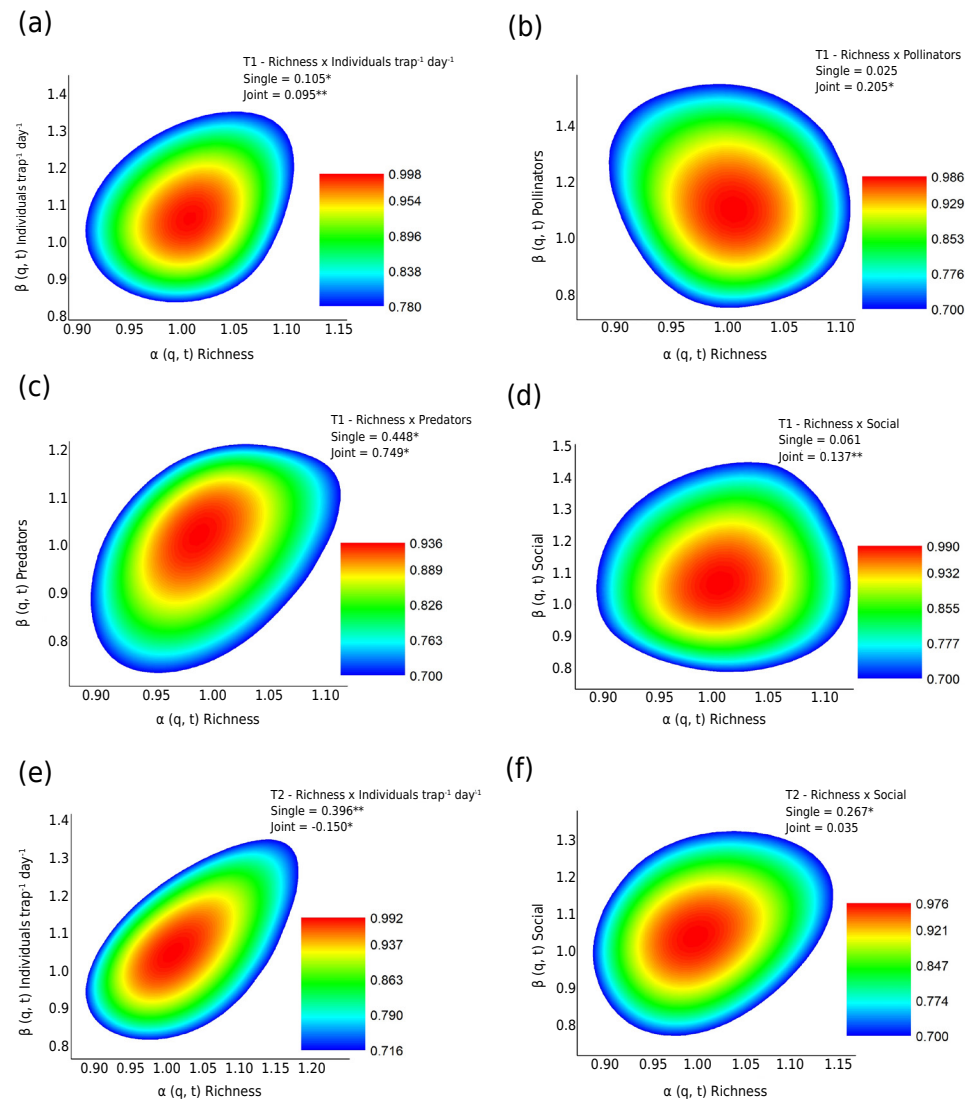 (a)
T1 - Richness x Individuals trap⁻¹ day⁻¹
Single = 0.105*
Joint = 0.095**
β (q, t) Individuals trap⁻¹ day⁻¹
1.4
1.3
1.2
1.1
1.0
0.9
0.8
0.90 0.95 1.00 1.05 1.10 1.15
α (q, t) Richness
0.998
0.954
0.896
0.838
0.780
(b)
T1 - Richness x Pollinators
Single = 0.025
Joint = 0.205*
β (q, t) Pollinators
1.4
1.2
1.0
0.8
0.90 0.95 1.00 1.05 1.10
α (q, t) Richness
0.986
0.929
0.853
0.776
0.700
(c)
T1 - Richness x Predators
Single = 0.448*
Joint = 0.749*
β (q, t) Predators
1.2
1.1
1.0
0.9
0.8
0.90 0.95 1.00 1.05 1.10
α (q, t) Richness
0.936
0.889
0.826
0.763
0.700
(d)
T1 - Richness x Social
Single = 0.061
Joint = 0.137**
β (q, t) Social
1.5
1.4
1.3
1.2
1.1
1.0
0.9
0.8
0.90 0.95 1.00 1.05 1.10
α (q, t) Richness
0.990
0.932
0.855
0.777
0.700
(e)
T2 - Richness x Individuals trap⁻¹ day⁻¹
Single = 0.396**
Joint = -0.150*
β (q, t) Individuals trap⁻¹ day⁻¹
1.4
1.3
1.2
1.1
1.0
0.9
0.8
0.90 0.95 1.00 1.05 1.10 1.15 1.20
α (q, t) Richness
0.992
0.937
0.863
0.790
0.716
(f)
T2 - Richness x Social
Single = 0.267*
Joint = 0.035
β (q, t) Social
1.3
1.2
1.1
1.0
0.9
0.8
0.90 0.95 1.00 1.05 1.10 1.15
α (q, t) Richness
0.976
0.921
0.847
0.774
0.700